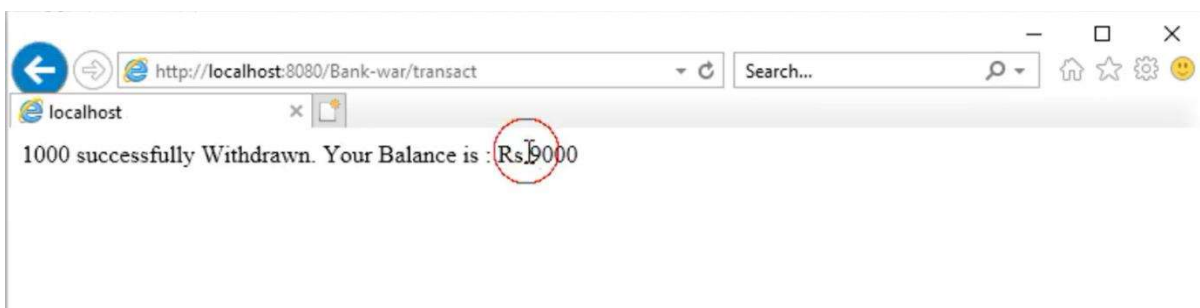 http://localhost:8080/Bank-war/transact
Search...
localhost
1000 successfully Withdrawn. Your Balance is : Rs.9000